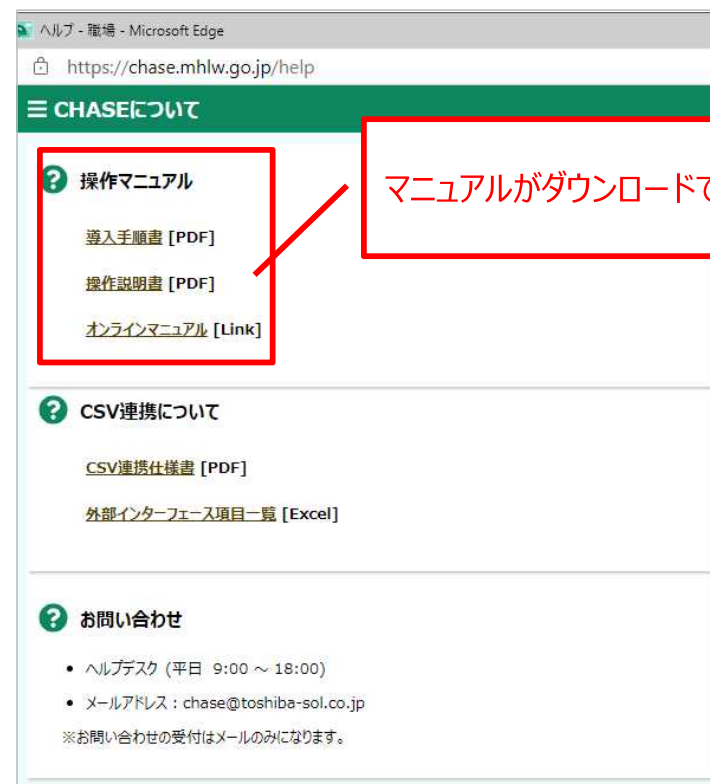 ヘルプ - 職場 - Microsoft Edge
https://chase.mhlw.go.jp/help
☰ CHASEについて
? 操作マニュアル
マニュアルがダウンロードで
導入手順書 [PDF]
操作説明書 [PDF]
オンラインマニュアル [Link]
? CSV連携について
CSV連携仕様書 [PDF]
外部インターフェース項目一覧 [Excel]
? お問い合わせ
• ヘルプデスク (平日 9:00 ～ 18:00)
• メールアドレス : chase@toshiba-sol.co.jp
※お問い合わせの受付はメールのみになります。